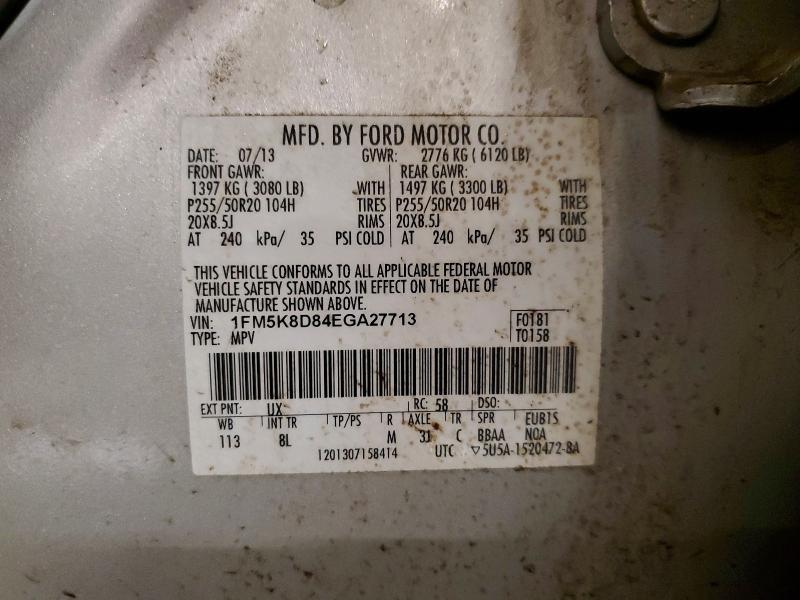 MFD. BY FORD MOTOR CO.
DATE: 07/13 GVWR: 2776 KG ( 6120 LB)
FRONT GAWR: REAR GAWR:
1397 KG ( 3080 LB) WITH 1497 KG ( 3300 LB) WITH
P255/50R20 104H TIRES P255/50R20 104H TIRES
20X8.5J RIMS 20X8.5J RIMS
AT 240 kPa/ 35 PSI COLD AT 240 kPa/ 35 PSI COLD
THIS VEHICLE CONFORMS TO ALL APPLICABLE FEDERAL MOTOR
VEHICLE SAFETY STANDARDS IN EFFECT ON THE DATE OF
MANUFACTURE SHOWN ABOVE.
VIN: 1FM5K8D84EGA27713 F0181
TYPE: MPV T0158
EXT PNT: UX RC: 58 DSO:
WB INT TR TP/PS R AXLE TR SPR EUB1S
113 8L M 31 C BBAA NOA
1201307158414 UTC ▽5U5A-1520472-BA